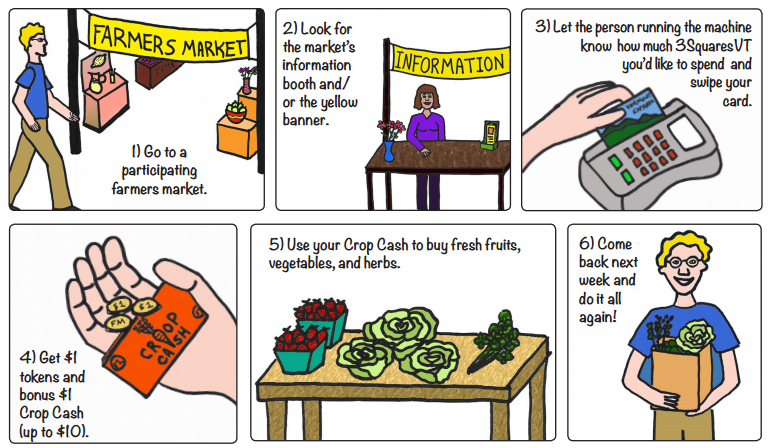 FARMERS MARKET
1) Go to a
participating
farmers market.
2) Look for
the market's
information
booth and/
or the yellow
banner.
INFORMATION
3) Let the person running the machine
know how much 3SquaresVT
you'd like to spend and
swipe your
card.
VERMONT
EXPRESS
4) Get $1
tokens and
bonus $1
Crop Cash
(up to $10).
$1
$1
FM
CROP
CASH
5) Use your Crop Cash to buy fresh fruits,
vegetables, and herbs.
6) Come
back next
week and
do it all
again!